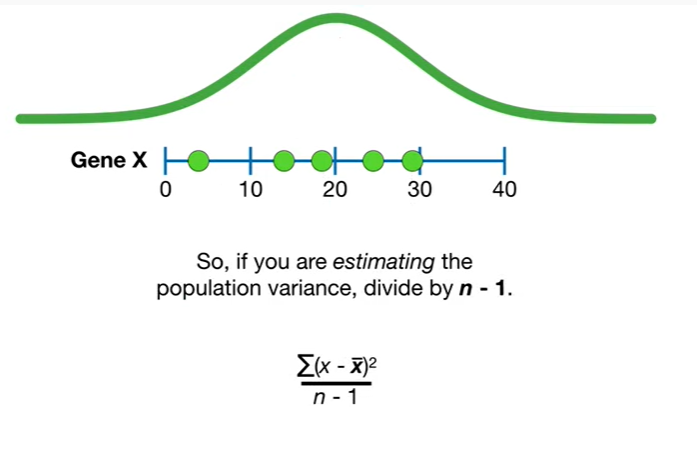 Gene X
0 10 20 30 40
So, if you are estimating the
population variance, divide by n - 1.
∑(x - x̄)²
n - 1